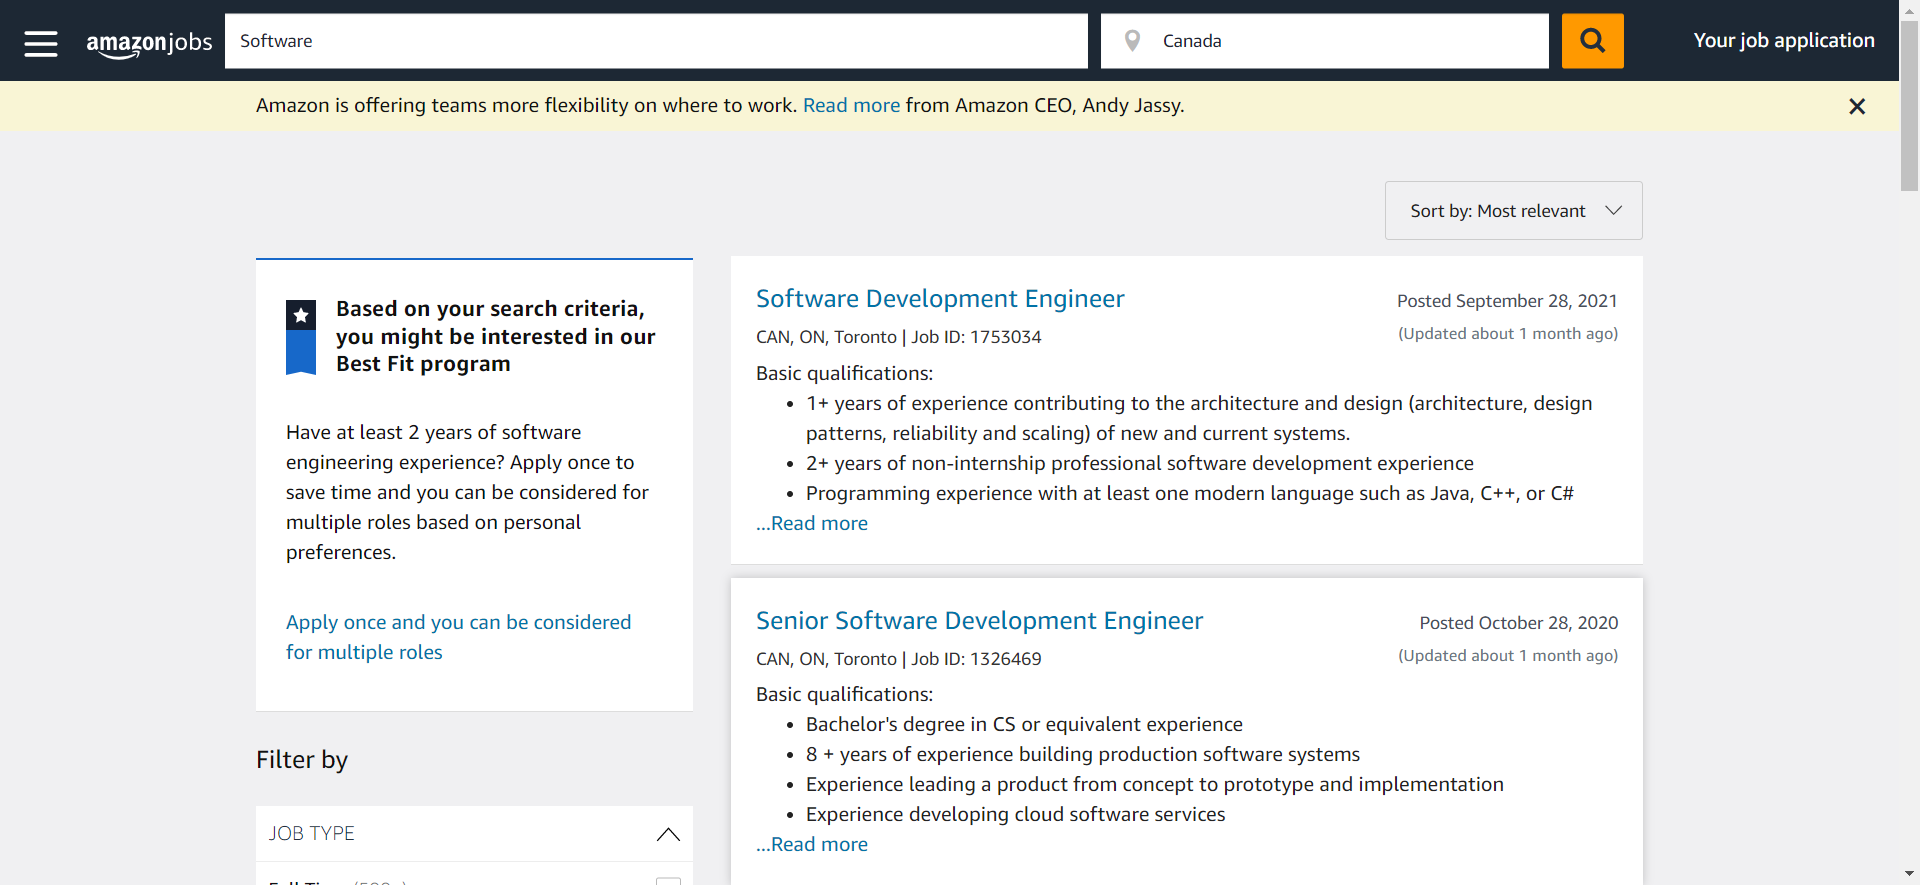 amazonjobs
Software
Canada
Your job application
Amazon is offering teams more flexibility on where to work. Read more from Amazon CEO, Andy Jassy.
Sort by: Most relevant
Based on your search criteria,
you might be interested in our
Best Fit program
Have at least 2 years of software
engineering experience? Apply once to
save time and you can be considered for
multiple roles based on personal
preferences.
Apply once and you can be considered
for multiple roles
Filter by
JOB TYPE
Software Development Engineer
Posted September 28, 2021
CAN, ON, Toronto | Job ID: 1753034
(Updated about 1 month ago)
Basic qualifications:
• 1+ years of experience contributing to the architecture and design (architecture, design
patterns, reliability and scaling) of new and current systems.
• 2+ years of non-internship professional software development experience
• Programming experience with at least one modern language such as Java, C++, or C#
...Read more
Senior Software Development Engineer
Posted October 28, 2020
CAN, ON, Toronto | Job ID: 1326469
(Updated about 1 month ago)
Basic qualifications:
• Bachelor's degree in CS or equivalent experience
• 8 + years of experience building production software systems
• Experience leading a product from concept to prototype and implementation
• Experience developing cloud software services
...Read more